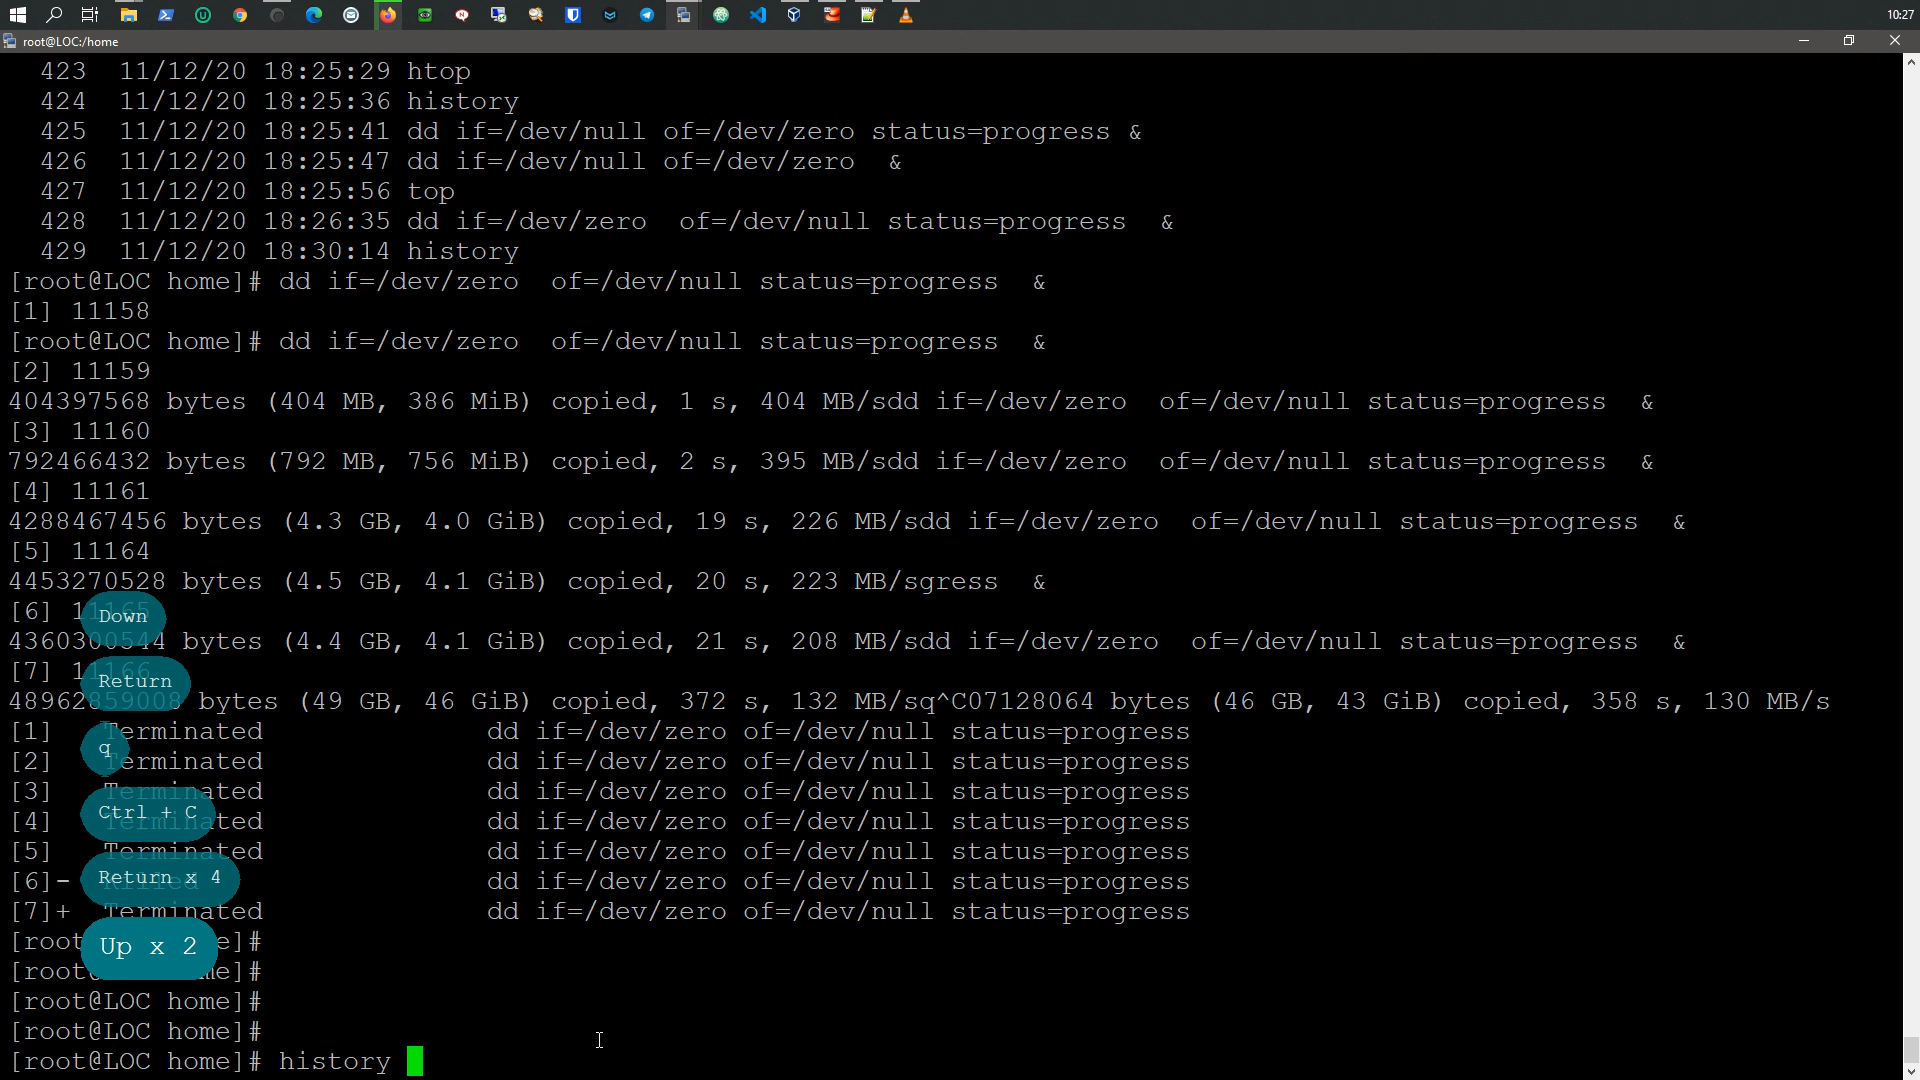 10:27
root@LOC:/home
423 11/12/20 18:25:29 htop
424 11/12/20 18:25:36 history
425 11/12/20 18:25:41 dd if=/dev/null of=/dev/zero status=progress &
426 11/12/20 18:25:47 dd if=/dev/null of=/dev/zero &
427 11/12/20 18:25:56 top
428 11/12/20 18:26:35 dd if=/dev/zero of=/dev/null status=progress &
429 11/12/20 18:30:14 history
[root@LOC home]# dd if=/dev/zero of=/dev/null status=progress &
[1] 11158
[root@LOC home]# dd if=/dev/zero of=/dev/null status=progress &
[2] 11159
404397568 bytes (404 MB, 386 MiB) copied, 1 s, 404 MB/sdd if=/dev/zero of=/dev/null status=progress &
[3] 11160
792466432 bytes (792 MB, 756 MiB) copied, 2 s, 395 MB/sdd if=/dev/zero of=/dev/null status=progress &
[4] 11161
4288467456 bytes (4.3 GB, 4.0 GiB) copied, 19 s, 226 MB/sdd if=/dev/zero of=/dev/null status=progress &
[5] 11164
4453270528 bytes (4.5 GB, 4.1 GiB) copied, 20 s, 223 MB/sgress &
[6] 11165
Down
4360300544 bytes (4.4 GB, 4.1 GiB) copied, 21 s, 208 MB/sdd if=/dev/zero of=/dev/null status=progress &
[7] 11166
Return
48962859008 bytes (49 GB, 46 GiB) copied, 372 s, 132 MB/sq^C07128064 bytes (46 GB, 43 GiB) copied, 358 s, 130 MB/s
[1] Terminated dd if=/dev/zero of=/dev/null status=progress
q
[2] Terminated dd if=/dev/zero of=/dev/null status=progress
[3] Terminated dd if=/dev/zero of=/dev/null status=progress
Ctrl + C
[4] Terminated dd if=/dev/zero of=/dev/null status=progress
[5] Terminated dd if=/dev/zero of=/dev/null status=progress
Return x 4
[6]- Killed dd if=/dev/zero of=/dev/null status=progress
[7]+ Terminated dd if=/dev/zero of=/dev/null status=progress
Up x 2
[root@LOC home]#
[root@LOC home]#
[root@LOC home]#
[root@LOC home]#
[root@LOC home]# history